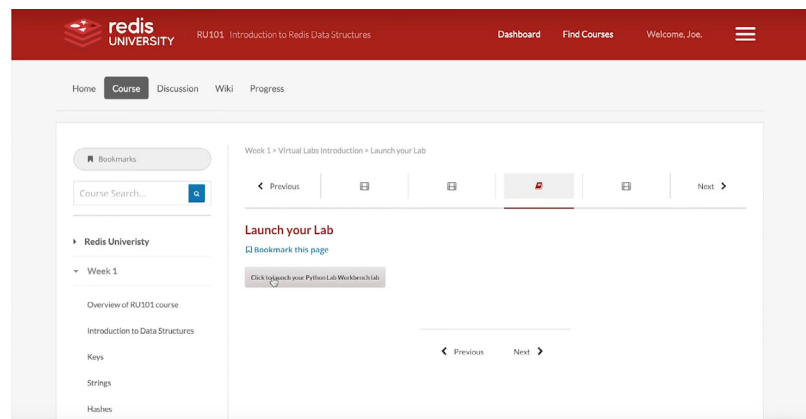 redis
UNIVERSITY
RU101 Introduction to Redis Data Structures
Dashboard
Find Courses
Welcome, Joe.
Home
Course
Discussion
Wiki
Progress
Bookmarks
Course Search...
Redis Univeristy
Week 1
Overview of RU101 course
Introduction to Data Structures
Keys
Strings
Hashes
Week 1 > Virtual Labs Introduction > Launch your Lab
Previous
Next
Launch your Lab
Bookmark this page
Click to launch your Python Lab Workbench lab
Previous
Next